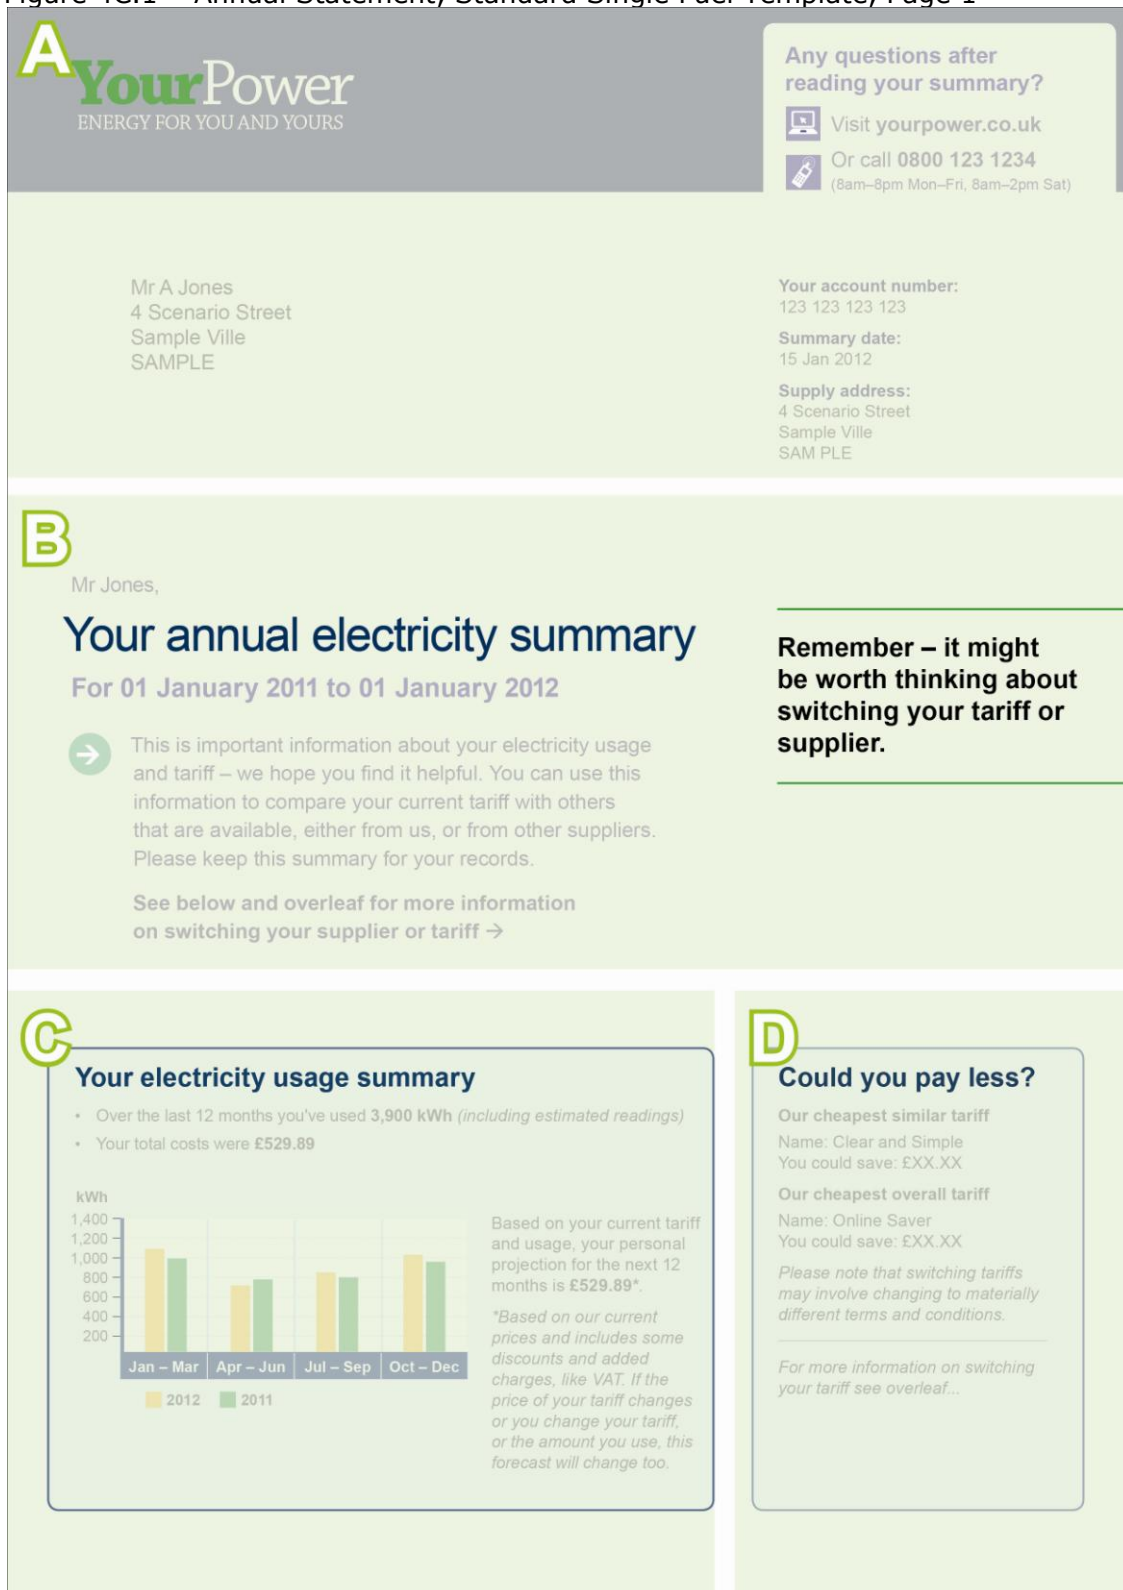 Figure 4C.1 – Annual Statement, Standard Single Fuel Template, Page 1
A
YourPower
ENERGY FOR YOU AND YOURS
Any questions after
reading your summary?
Visit yourpower.co.uk
Or call 0800 123 1234
(8am–8pm Mon–Fri, 8am–2pm Sat)
Mr A Jones
4 Scenario Street
Sample Ville
SAMPLE
Your account number:
123 123 123 123
Summary date:
15 Jan 2012
Supply address:
4 Scenario Street
Sample Ville
SAM PLE
B
Mr Jones,
Your annual electricity summary
For 01 January 2011 to 01 January 2012
This is important information about your electricity usage
and tariff – we hope you find it helpful. You can use this
information to compare your current tariff with others
that are available, either from us, or from other suppliers.
Please keep this summary for your records.
See below and overleaf for more information
on switching your supplier or tariff →
Remember – it might
be worth thinking about
switching your tariff or
supplier.
C
Your electricity usage summary
• Over the last 12 months you've used 3,900 kWh (including estimated readings)
• Your total costs were £529.89
kWh
1,400
1,200
1,000
800
600
400
200
Jan – Mar
Apr – Jun
Jul – Sep
Oct – Dec
2012
2011
Based on your current tariff
and usage, your personal
projection for the next 12
months is £529.89*.
*Based on our current
prices and includes some
discounts and added
charges, like VAT. If the
price of your tariff changes
or you change your tariff,
or the amount you use, this
forecast will change too.
D
Could you pay less?
Our cheapest similar tariff
Name: Clear and Simple
You could save: £XX.XX
Our cheapest overall tariff
Name: Online Saver
You could save: £XX.XX
Please note that switching tariffs
may involve changing to materially
different terms and conditions.
For more information on switching
your tariff see overleaf...